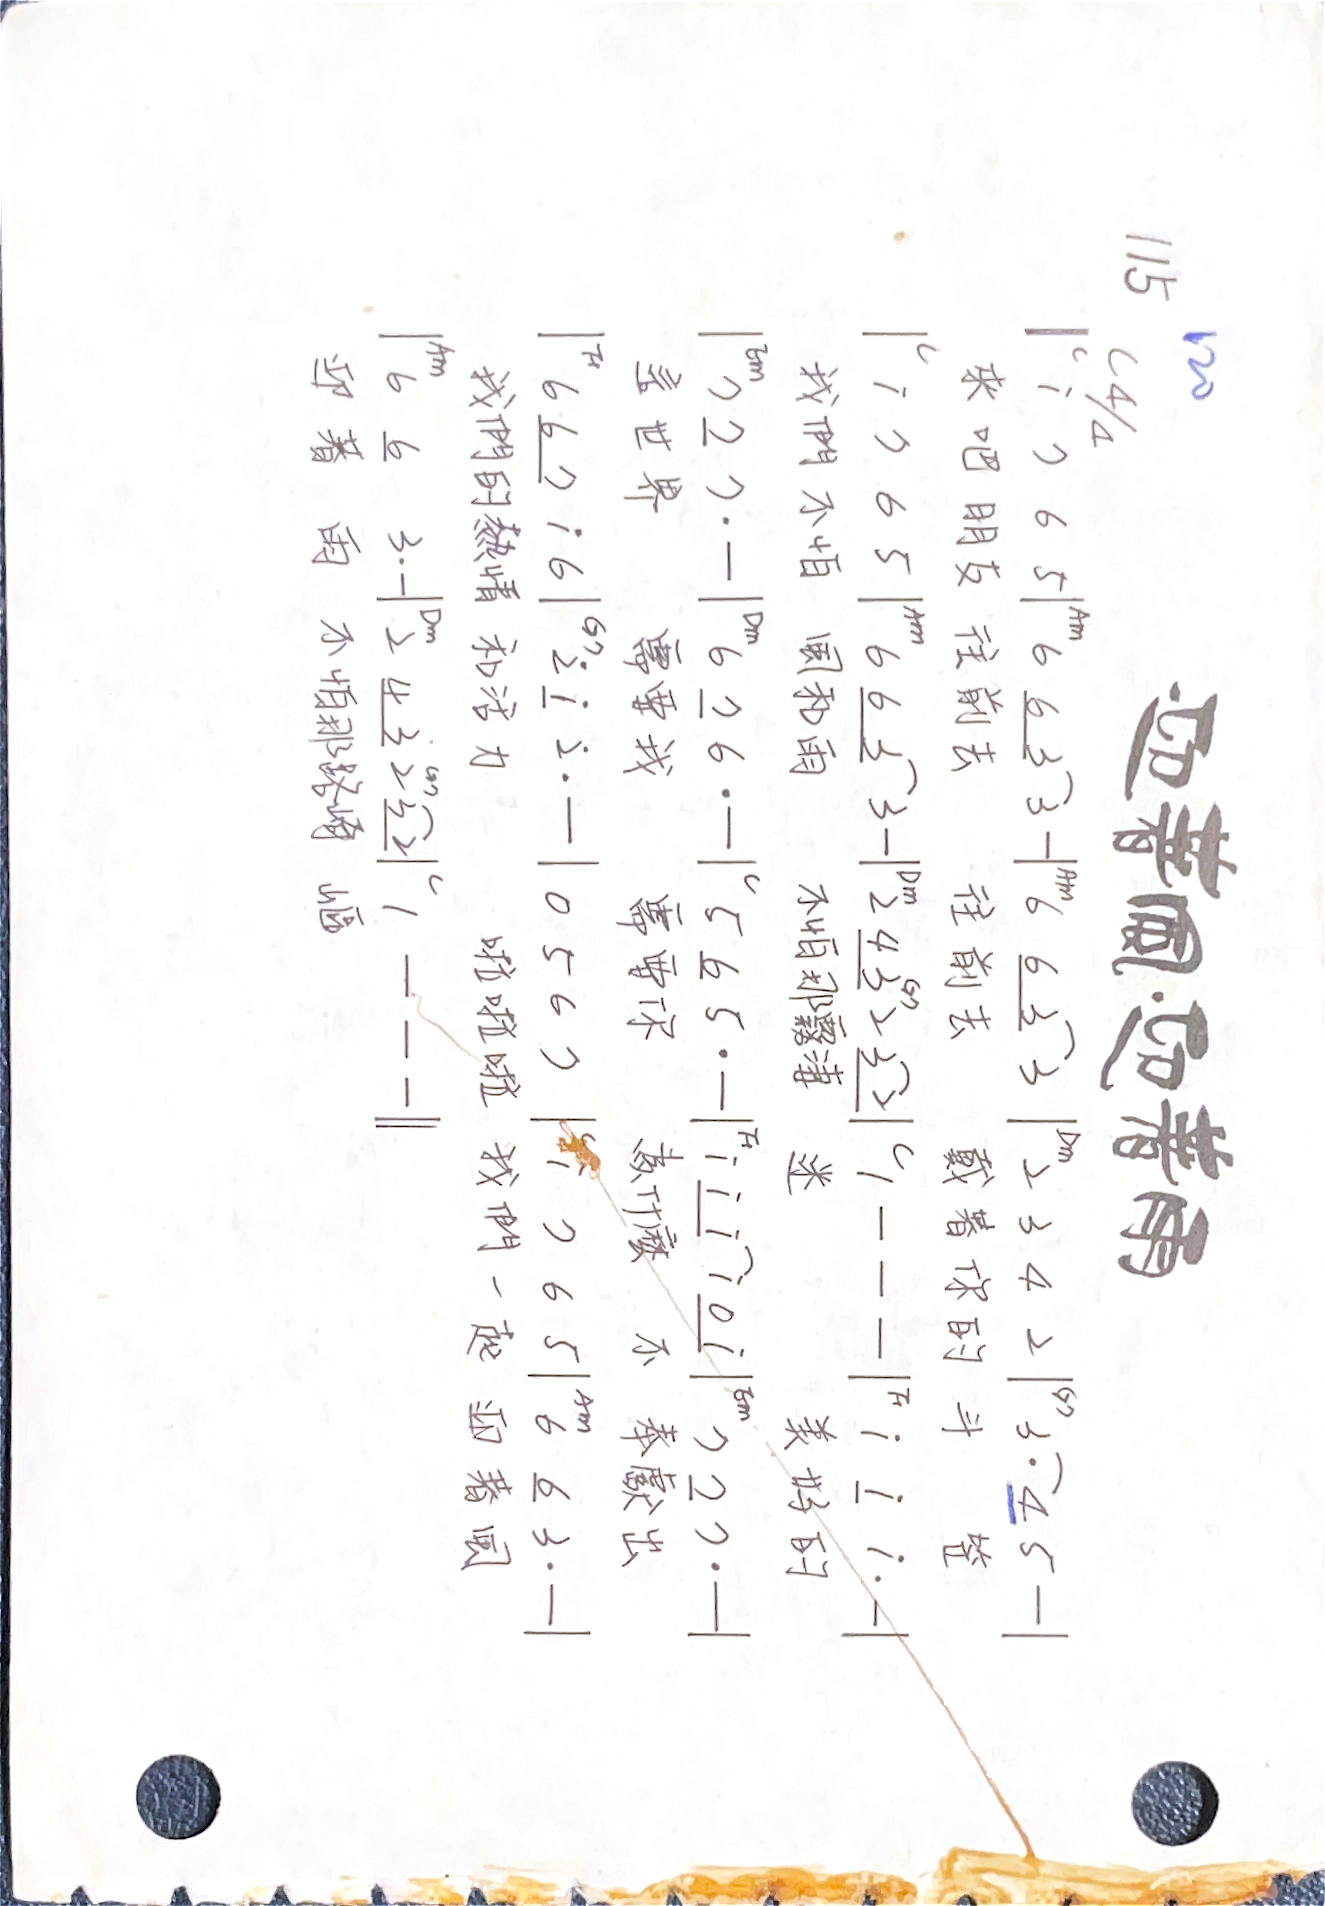 120
迎著風·迎著雨
115
C 4/4
C Am Am Dm G7
| i 7 6 5 | 6 6 3 3 — | 6 6 3 3 | 2 3 4 2 | 3 · 4 5 — |
來吧朋友 往前去 往前去 戴著你的 斗 笠
C Am Dm G7 C F
| i 7 6 5 | 6 6 3 3 — | 2 4 3 2 3 2 | 1 — — — | i i i · — |
我們不怕 風和雨 不怕那霧淒 迷 美好的
Em Dm C F Em
| 7 7 7 · — | 6 7 6 · — | 5 6 5 · — | i i i i 0 i | 7 7 7 · — |
這世界 需要我 需要你 為什麼 不 奉獻出
F G7 C Am
| 6 6 7 i 6 | 2̇ i 2̇ · — | 0 5 6 7 | i 7 6 5 | 6 6 3 · — |
我們的熱情 和活力 啦啦啦 我們一起 迎著風
Am Dm G7 C
| 6 6 3 · — | 2 4 3 2 3 2 | 1 — — — ||
迎著雨 不怕那路崎 嶇